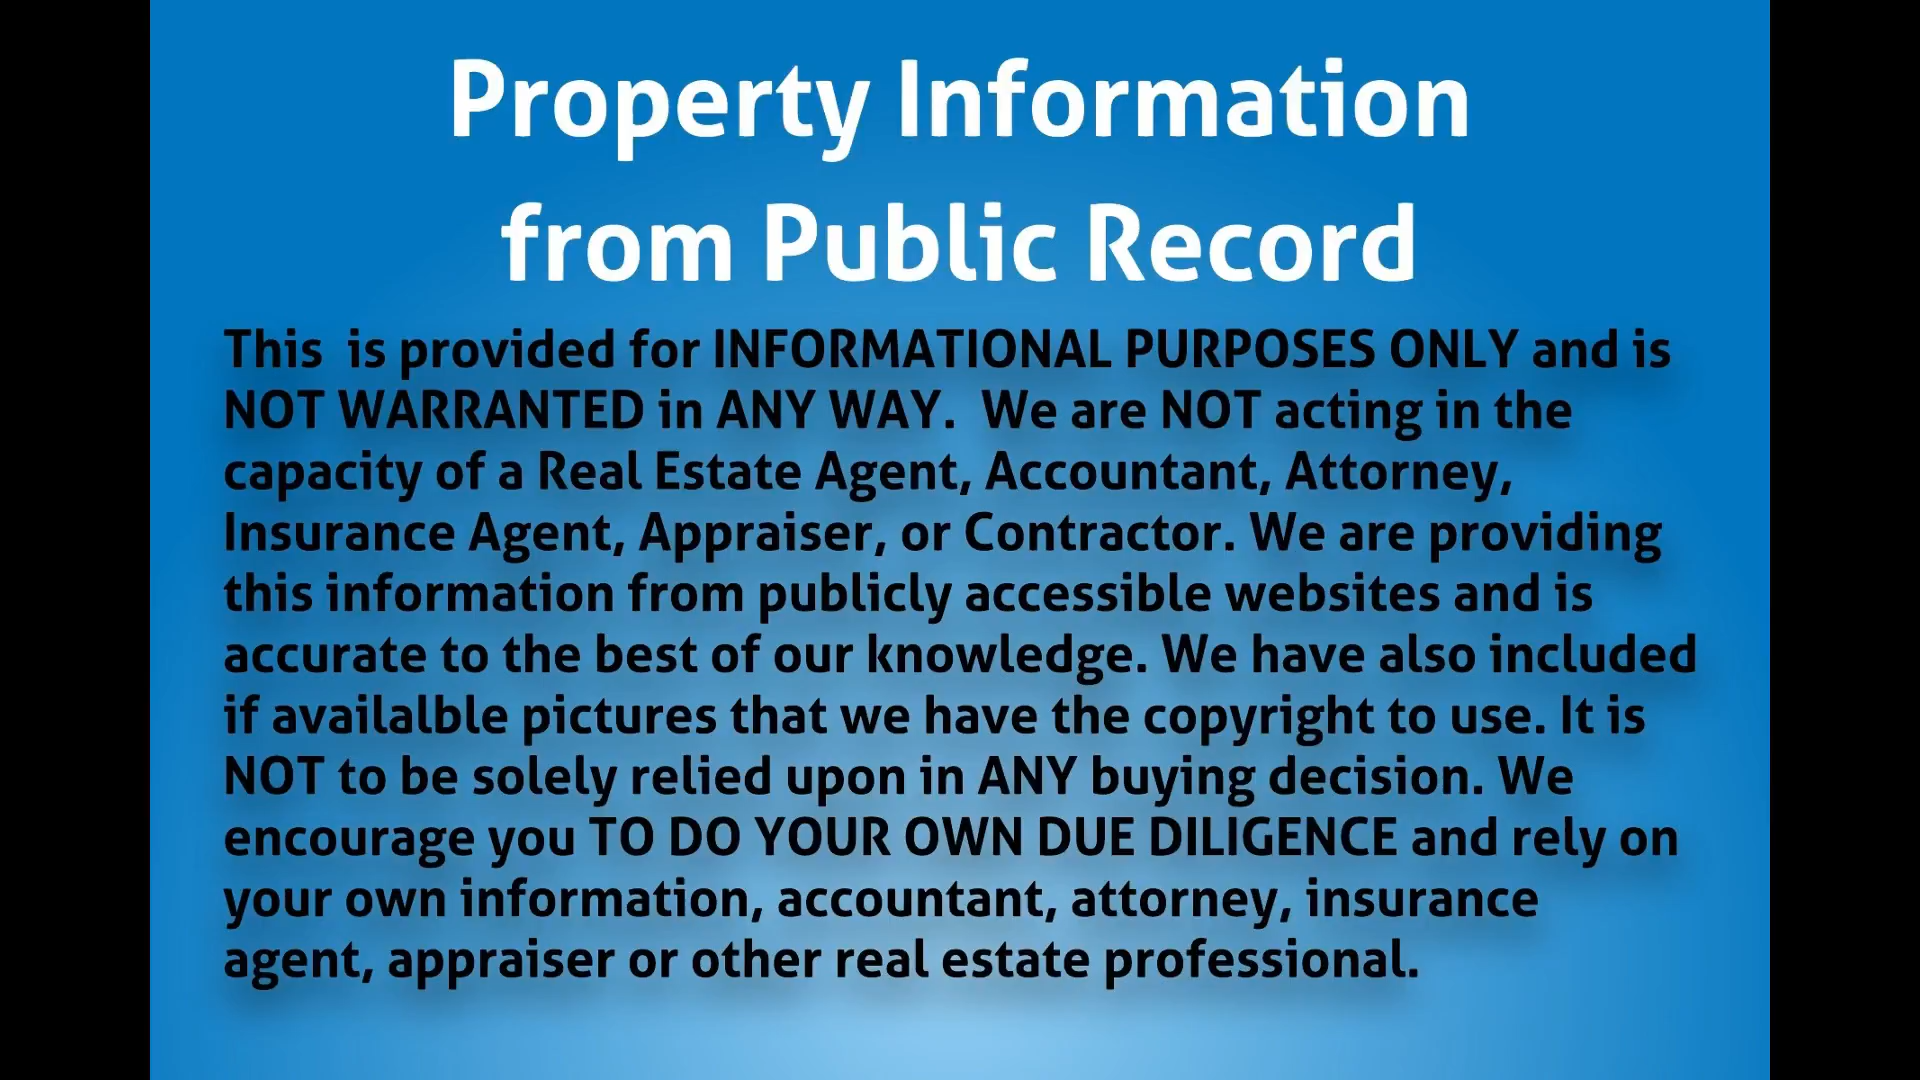 Property Information
from Public Record
This  is provided for INFORMATIONAL PURPOSES ONLY and is
NOT WARRANTED in ANY WAY.  We are NOT acting in the
capacity of a Real Estate Agent, Accountant, Attorney,
Insurance Agent, Appraiser, or Contractor. We are providing
this information from publicly accessible websites and is
accurate to the best of our knowledge. We have also included
if availalble pictures that we have the copyright to use. It is
NOT to be solely relied upon in ANY buying decision. We
encourage you TO DO YOUR OWN DUE DILIGENCE and rely on
your own information, accountant, attorney, insurance
agent, appraiser or other real estate professional.